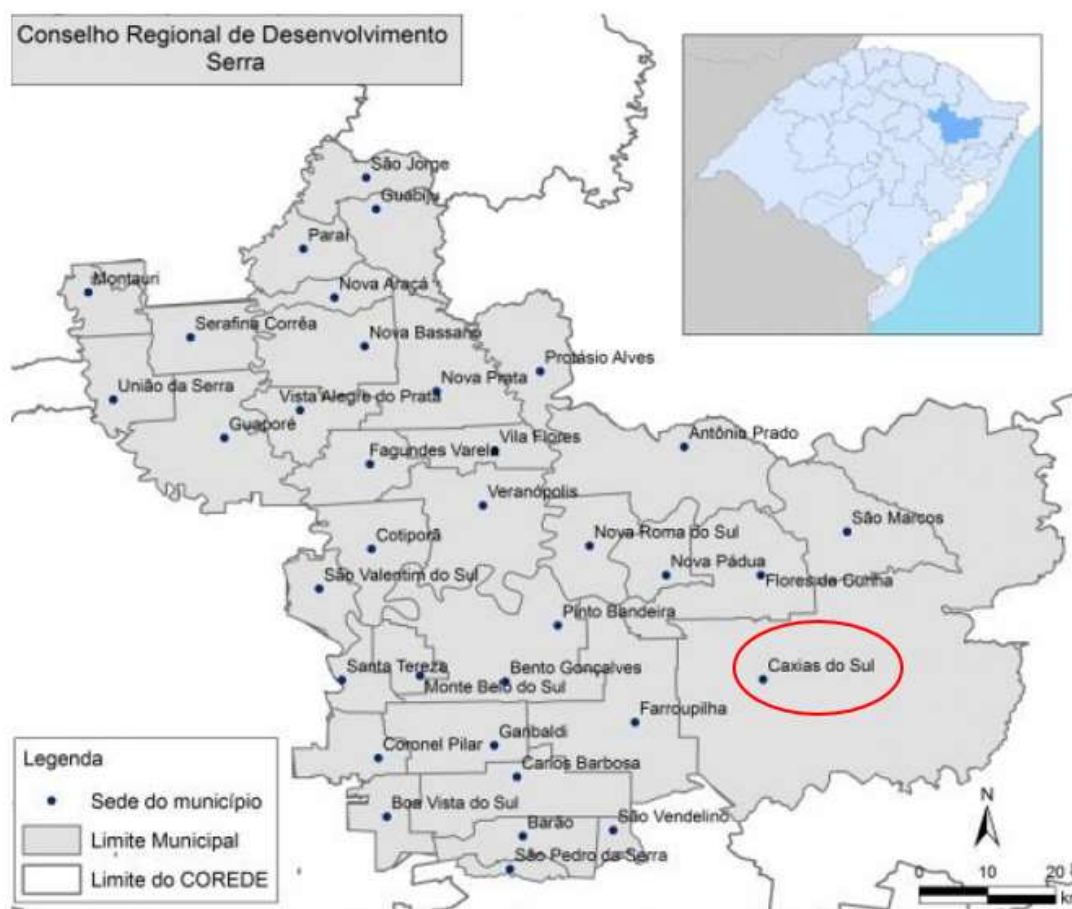 Conselho Regional de Desenvolvimento
Serra
São Jorge
Guabiju
Paraí
Montauri
Nova Araçá
Serafina Corrêa
Nova Bassano
Protásio Alves
União da Serra
Vista Alegre do Prata
Nova Prata
Guaporé
Fagundes Varela
Vila Flores
Antônio Prado
Veranópolis
São Marcos
Cotiporã
Nova Roma do Sul
São Valentim do Sul
Nova Pádua
Flores da Cunha
Pinto Bandeira
Santa Tereza
Monte Belo do Sul
Bento Gonçalves
Caxias do Sul
Farroupilha
Coronel Pilar
Garibaldi
Carlos Barbosa
Boa Vista do Sul
Barão
São Vendelino
São Pedro da Serra
Legenda
Sede do município
Limite Municipal
Limite do COREDE
N
0 5 10 20